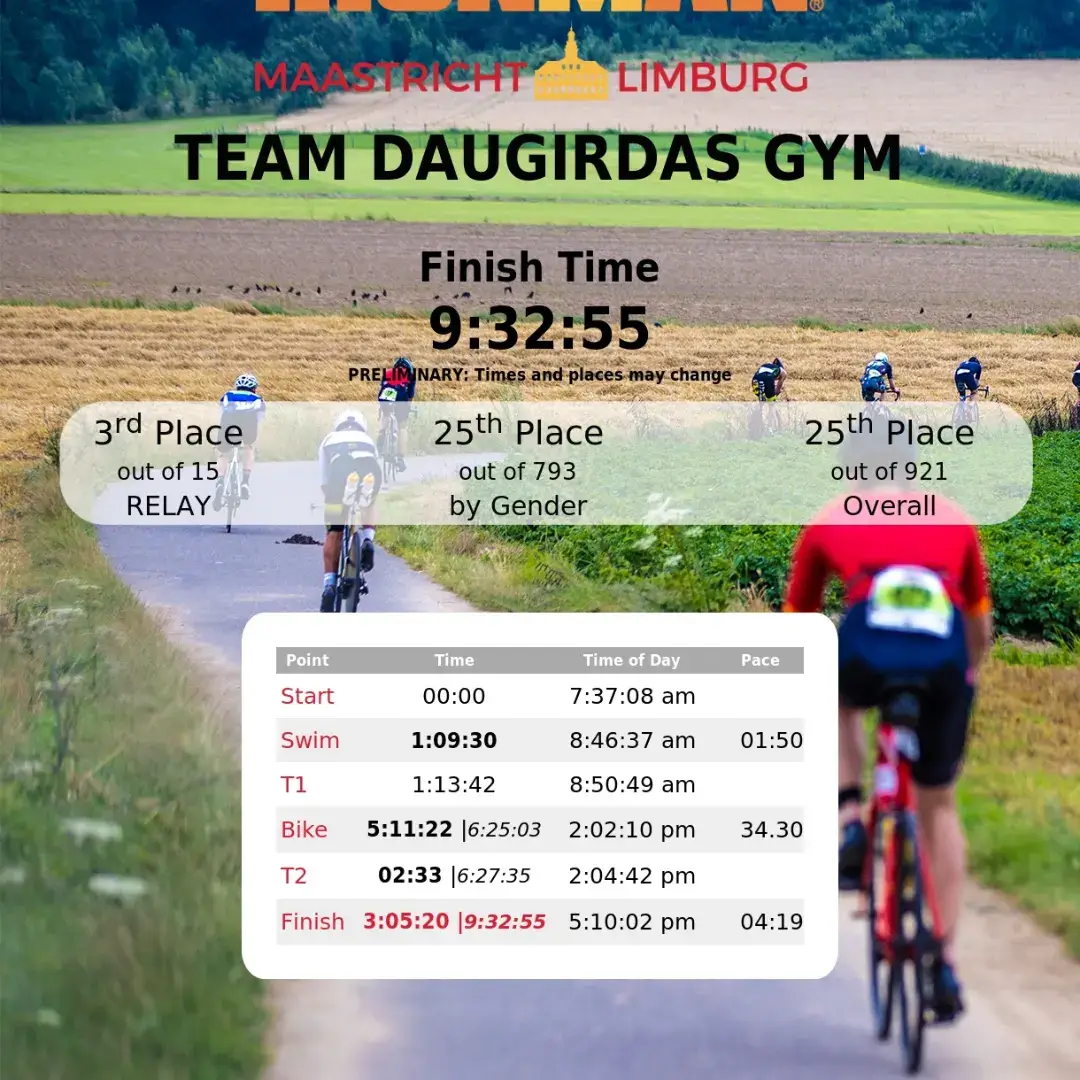 IRONMAN®
MAASTRICHT LIMBURG
TEAM DAUGIRDAS GYM
Finish Time
9:32:55
PRELIMINARY: Times and places may change
3rd Place 25th Place 25th Place
out of 15 out of 793 out of 921
RELAY by Gender Overall
Point Time Time of Day Pace
Start 00:00 7:37:08 am
Swim 1:09:30 8:46:37 am 01:50
T1 1:13:42 8:50:49 am
Bike 5:11:22 |6:25:03 2:02:10 pm 34.30
T2 02:33 |6:27:35 2:04:42 pm
Finish 3:05:20 |9:32:55 5:10:02 pm 04:19